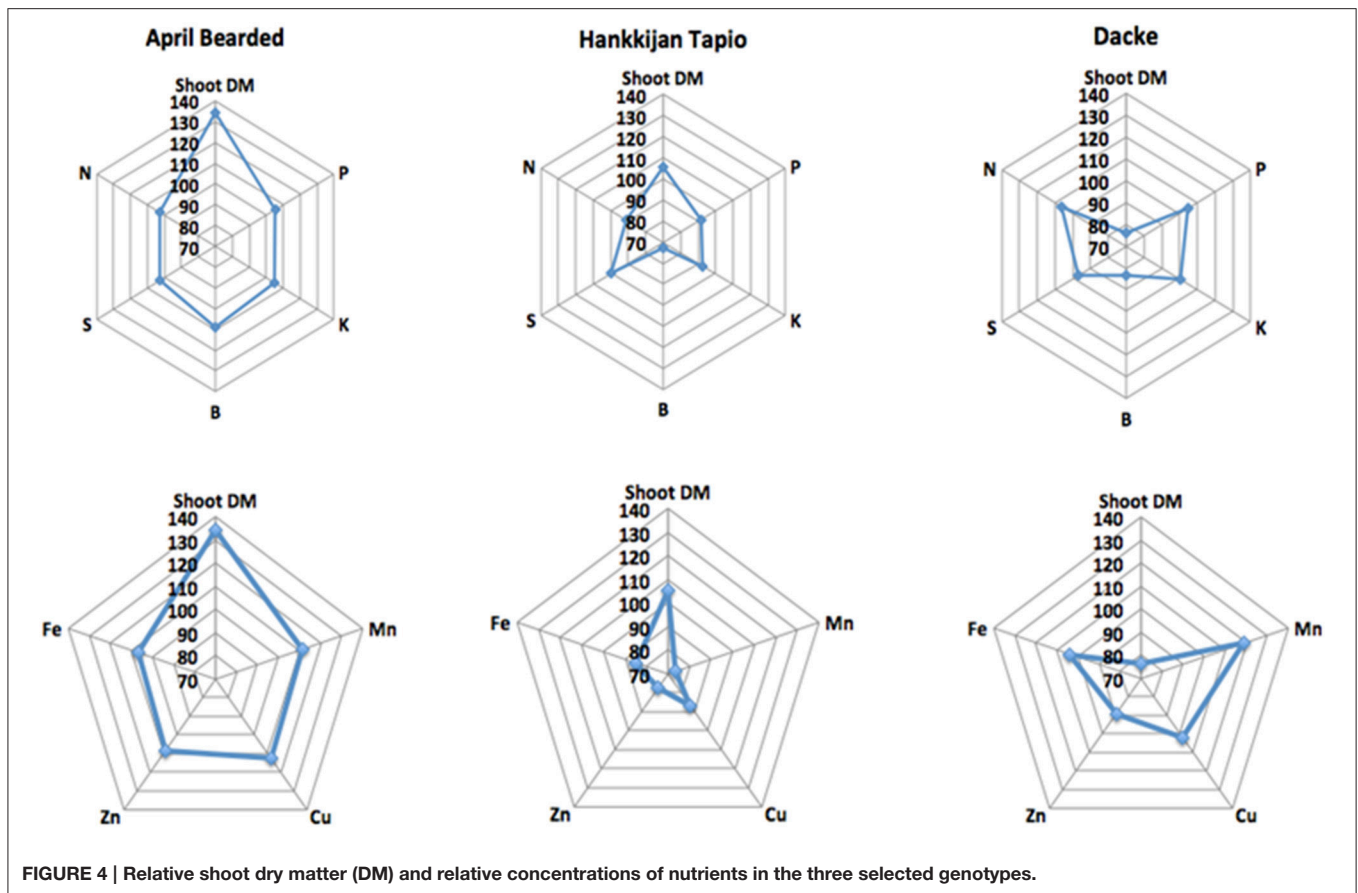 April Bearded
Hankkijan Tapio
Dacke
Shoot DM
140
130
120
110
100
90
80
70
N
P
S
K
B
Shoot DM
140
130
120
110
100
90
80
70
N
P
S
K
B
Shoot DM
140
130
120
110
100
90
80
70
N
P
S
K
B
Shoot DM
140
130
120
110
100
90
80
70
Fe
Mn
Zn
Cu
Shoot DM
140
130
120
110
100
90
80
70
Fe
Mn
Zn
Cu
Shoot DM
140
130
120
110
100
90
80
70
Fe
Mn
Zn
Cu
FIGURE 4 | Relative shoot dry matter (DM) and relative concentrations of nutrients in the three selected genotypes.